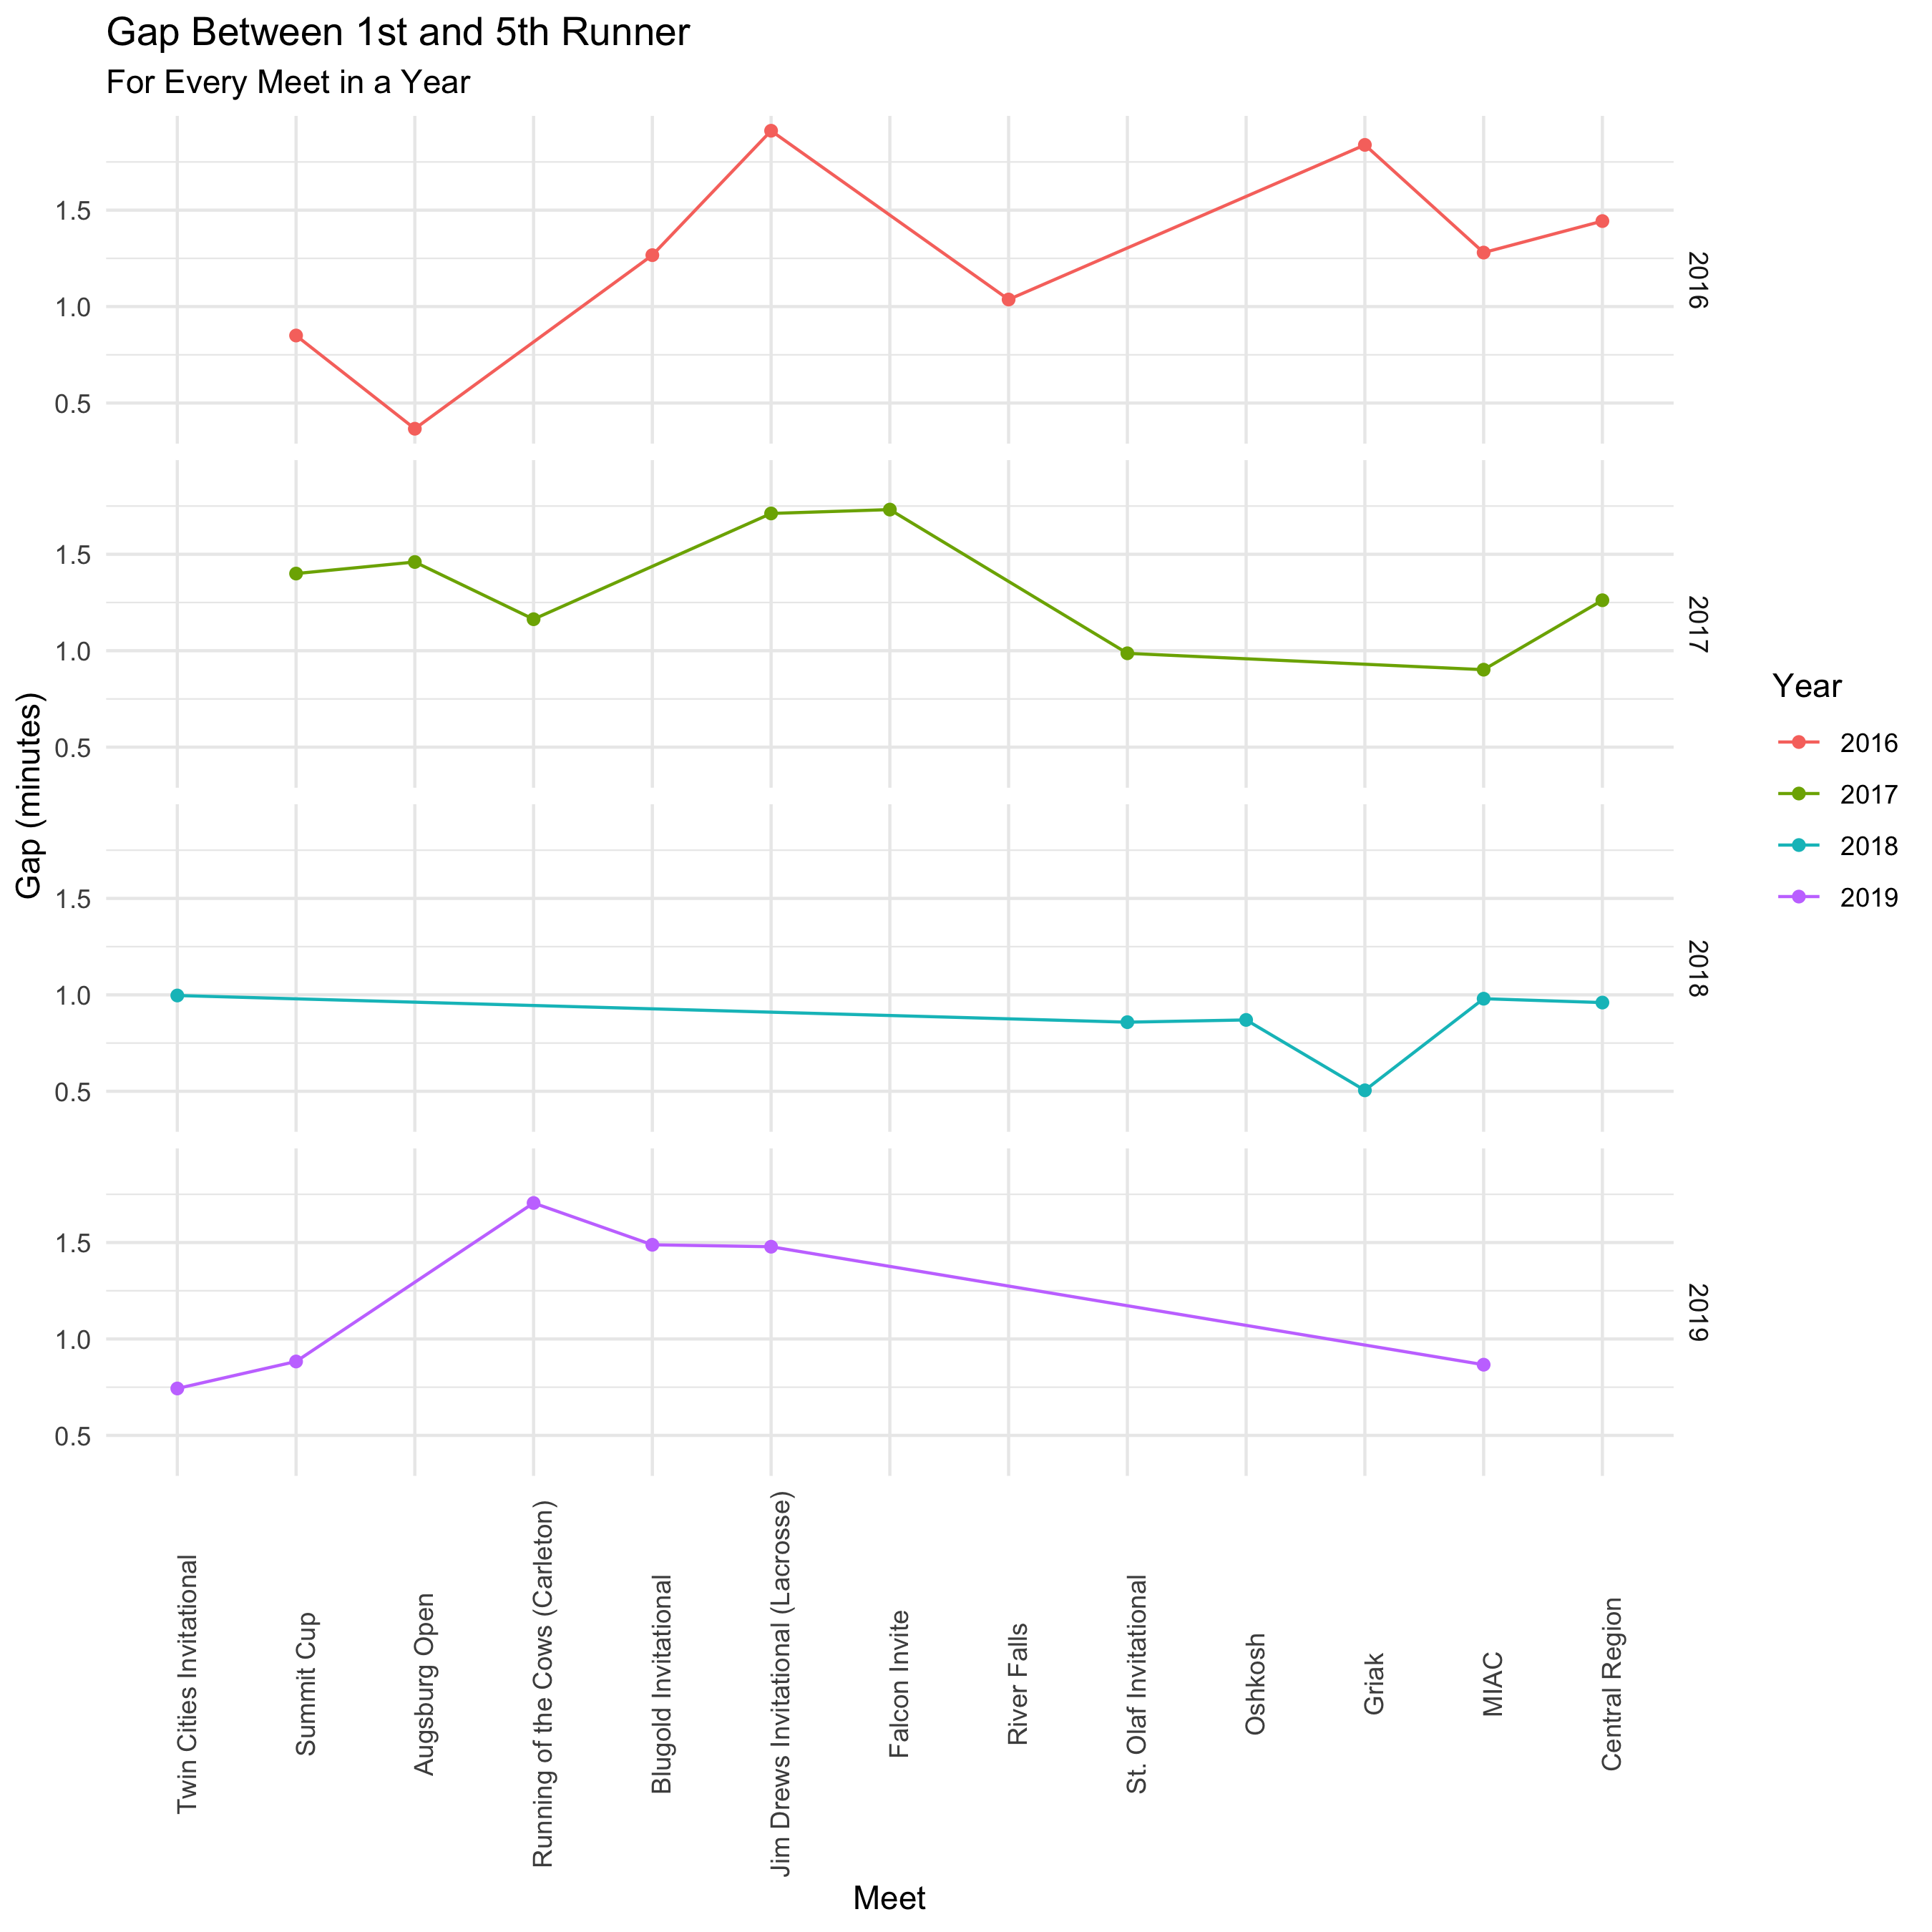 Gap Between 1st and 5th Runner
For Every Meet in a Year
1.5
1.0
0.5
2016
1.5
1.0
0.5
2017
1.5
1.0
0.5
2018
1.5
1.0
0.5
2019
Gap (minutes)
Twin Cities Invitational
Summit Cup
Augsburg Open
Running of the Cows (Carleton)
Blugold Invitational
Jim Drews Invitational (Lacrosse)
Falcon Invite
River Falls
St. Olaf Invitational
Oshkosh
Griak
MIAC
Central Region
Meet
Year
2016
2017
2018
2019